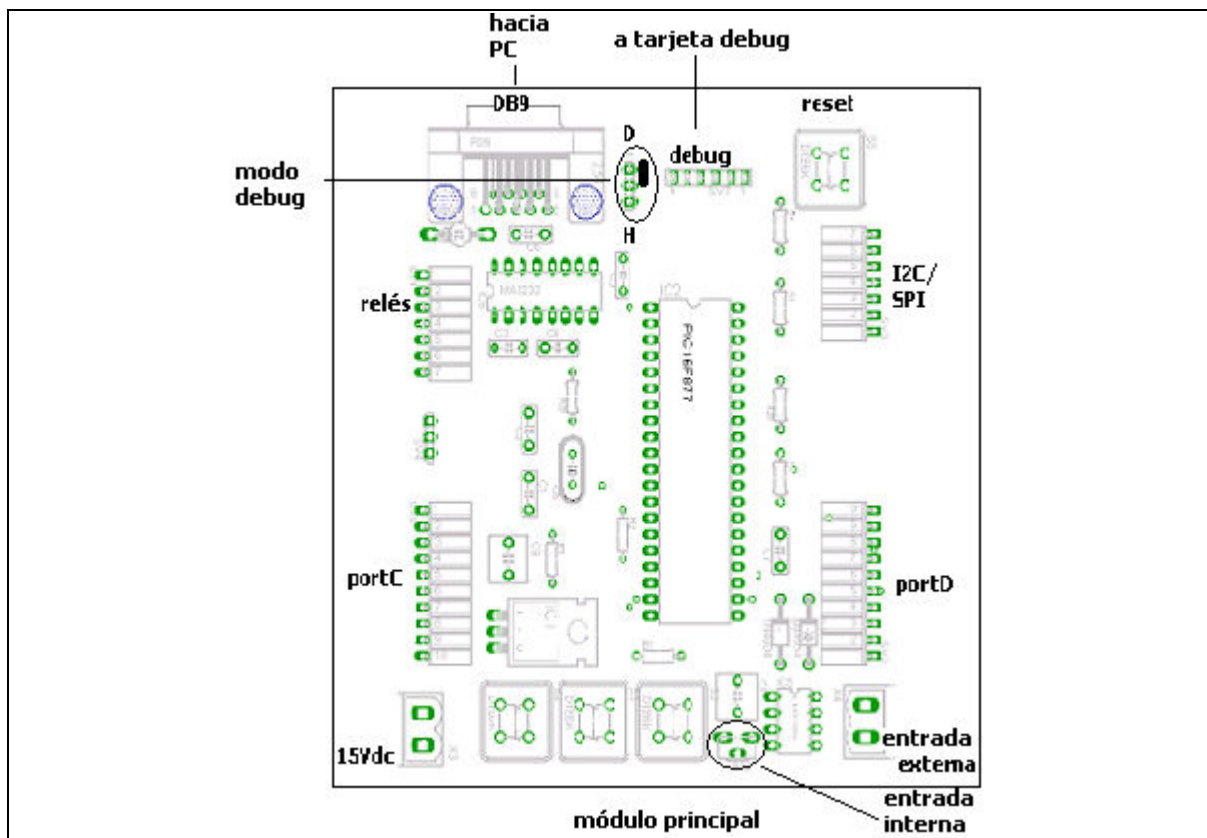 hacia
PC
a tarjeta debug
DB9
reset
D
debug
modo
debug
H
I2C/
SPI
relés
PIC16F877
portC
portD
15Vdc
entrada
externa
entrada
interna
módulo principal